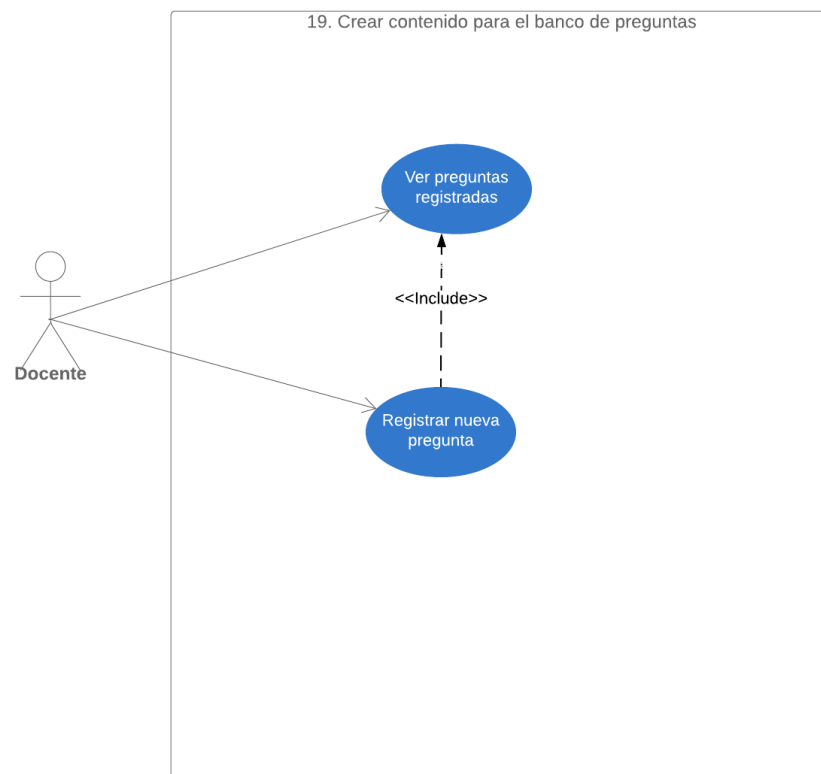 19. Crear contenido para el banco de preguntas
Ver preguntas
registradas
<<Include>>
Docente
Registrar nueva
pregunta